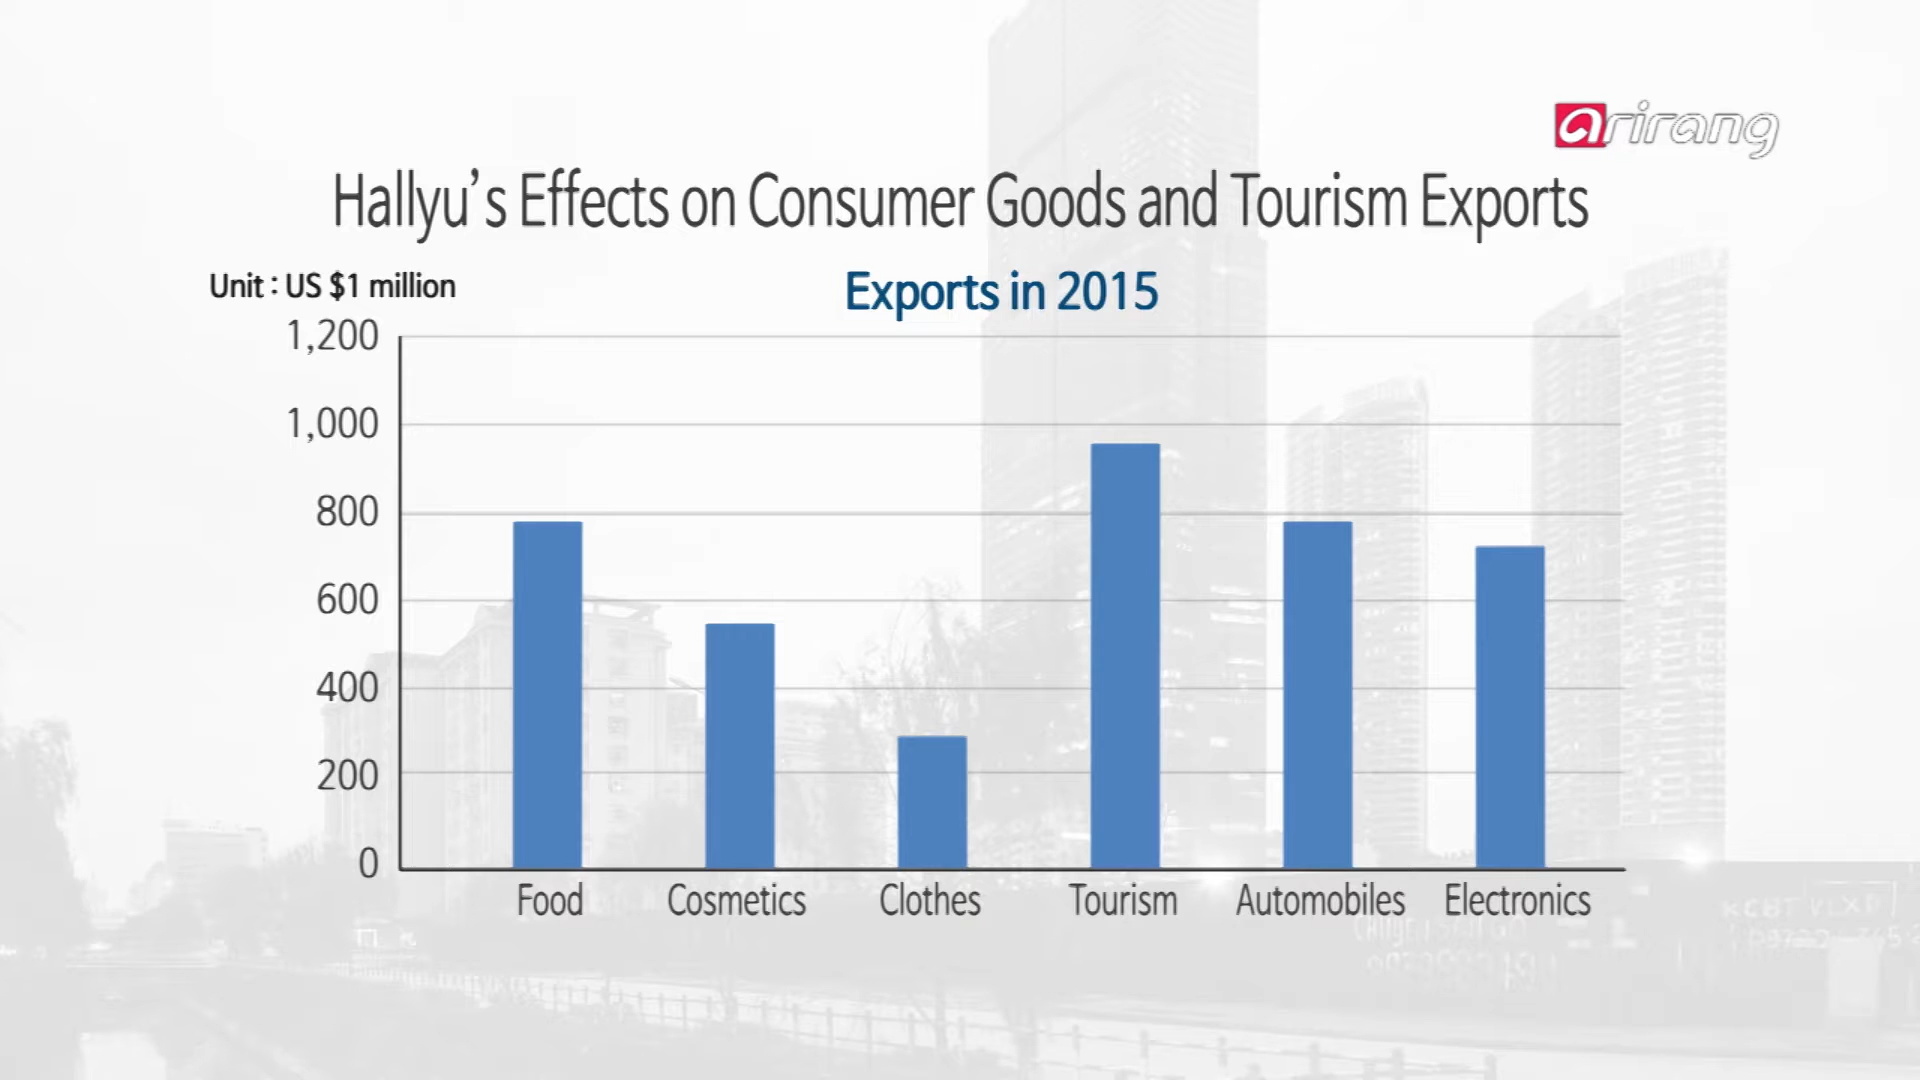 arirang
Hallyu's Effects on Consumer Goods and Tourism Exports
Unit : US $1 million
Exports in 2015
1,200
1,000
800
600
400
200
0
Food Cosmetics Clothes Tourism Automobiles Electronics